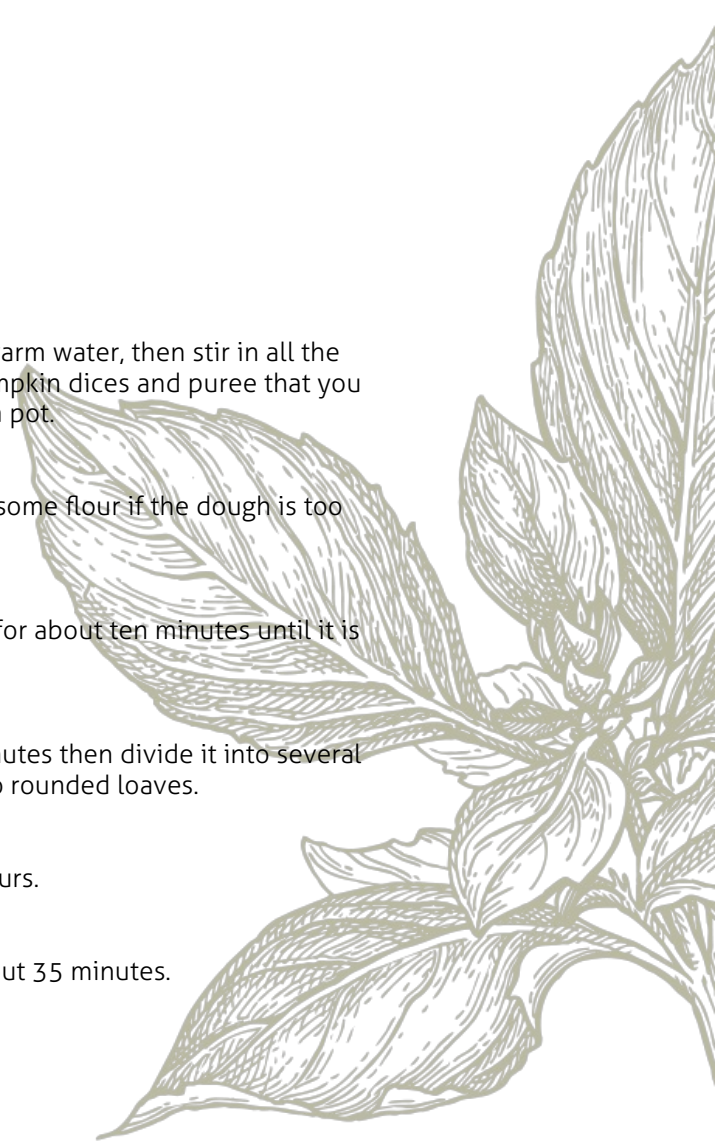 arm water, then stir in all the
mpkin dices and puree that you
pot.
some flour if the dough is too
for about ten minutes until it is
utes then divide it into several
rounded loaves.
urs.
ut 35 minutes.